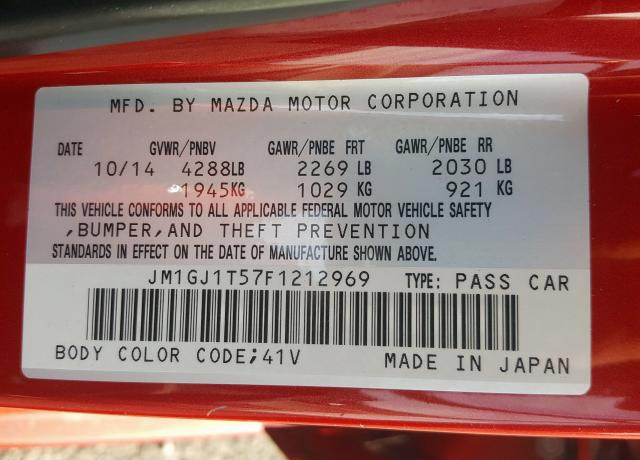 MFD. BY MAZDA MOTOR CORPORATION
DATE GVWR/PNBV GAWR/PNBE FRT GAWR/PNBE RR
10/14 4288LB 2269 LB 2030 LB
1945KG 1029 KG 921 KG
THIS VEHICLE CONFORMS TO ALL APPLICABLE FEDERAL MOTOR VEHICLE SAFETY
,BUMPER,AND THEFT PREVENTION
STANDARDS IN EFFECT ON THE DATE OF MANUFACTURE SHOWN ABOVE.
JM1GJ1T57F1212969 TYPE: PASS CAR
BODY COLOR CODE;41V MADE IN JAPAN